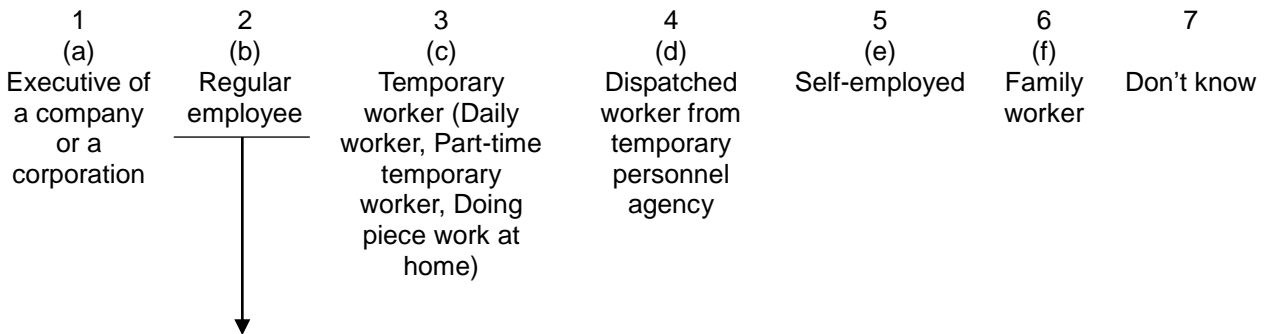 1 2 3 4 5 6 7
(a) (b) (c) (d) (e) (f)
Executive of Regular Temporary Dispatched Self-employed Family Don’t know
a company employee worker (Daily worker from worker
or a worker, Part-time temporary
corporation temporary personnel
worker, Doing agency
piece work at
home)